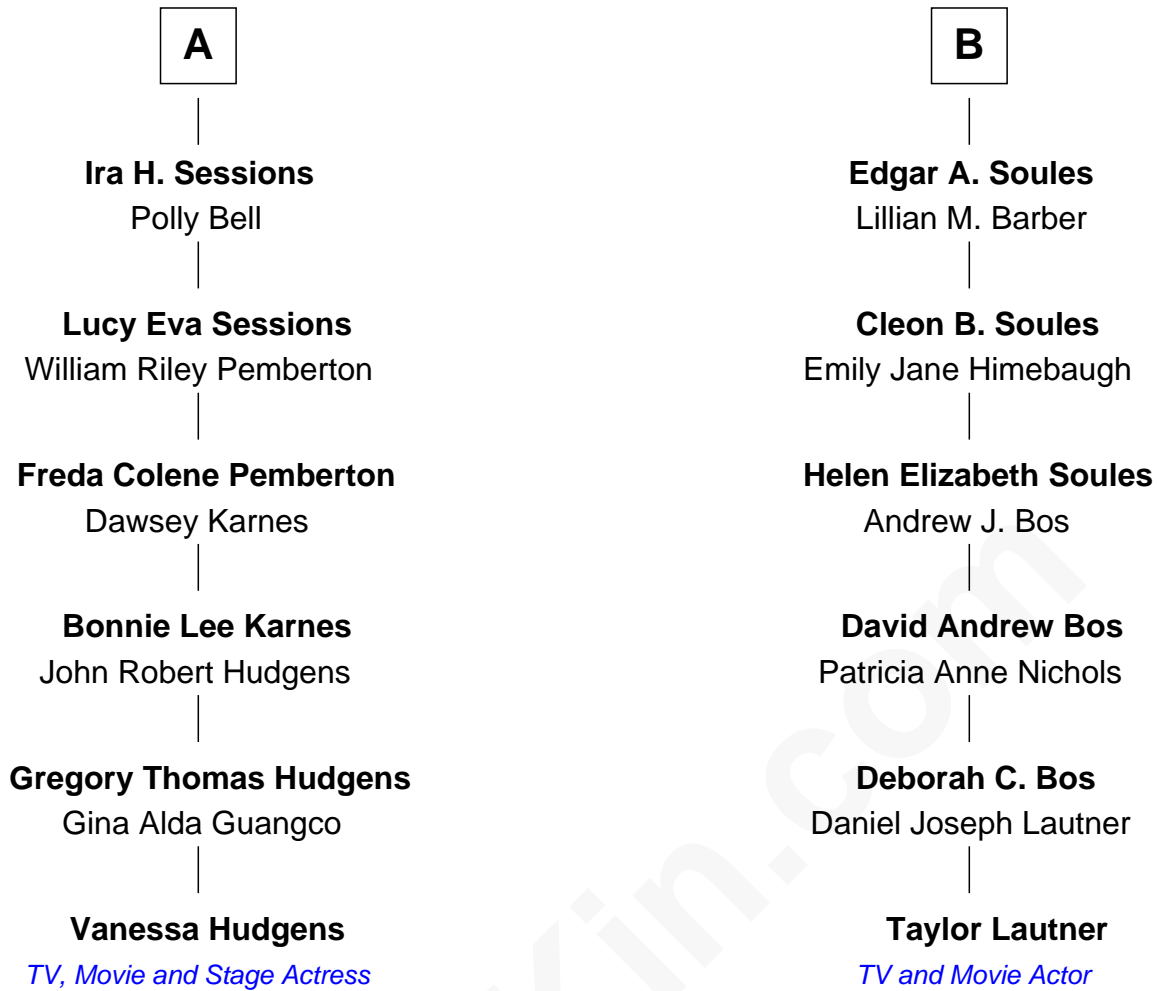 A
Ira H. Sessions
Polly Bell
Lucy Eva Sessions
William Riley Pemberton
Freda Colene Pemberton
Dawsey Karnes
Bonnie Lee Karnes
John Robert Hudgens
Gregory Thomas Hudgens
Gina Alda Guangco
Vanessa Hudgens
TV, Movie and Stage Actress
B
Edgar A. Soules
Lillian M. Barber
Cleon B. Soules
Emily Jane Himebaugh
Helen Elizabeth Soules
Andrew J. Bos
David Andrew Bos
Patricia Anne Nichols
Deborah C. Bos
Daniel Joseph Lautner
Taylor Lautner
TV and Movie Actor
Kin.com